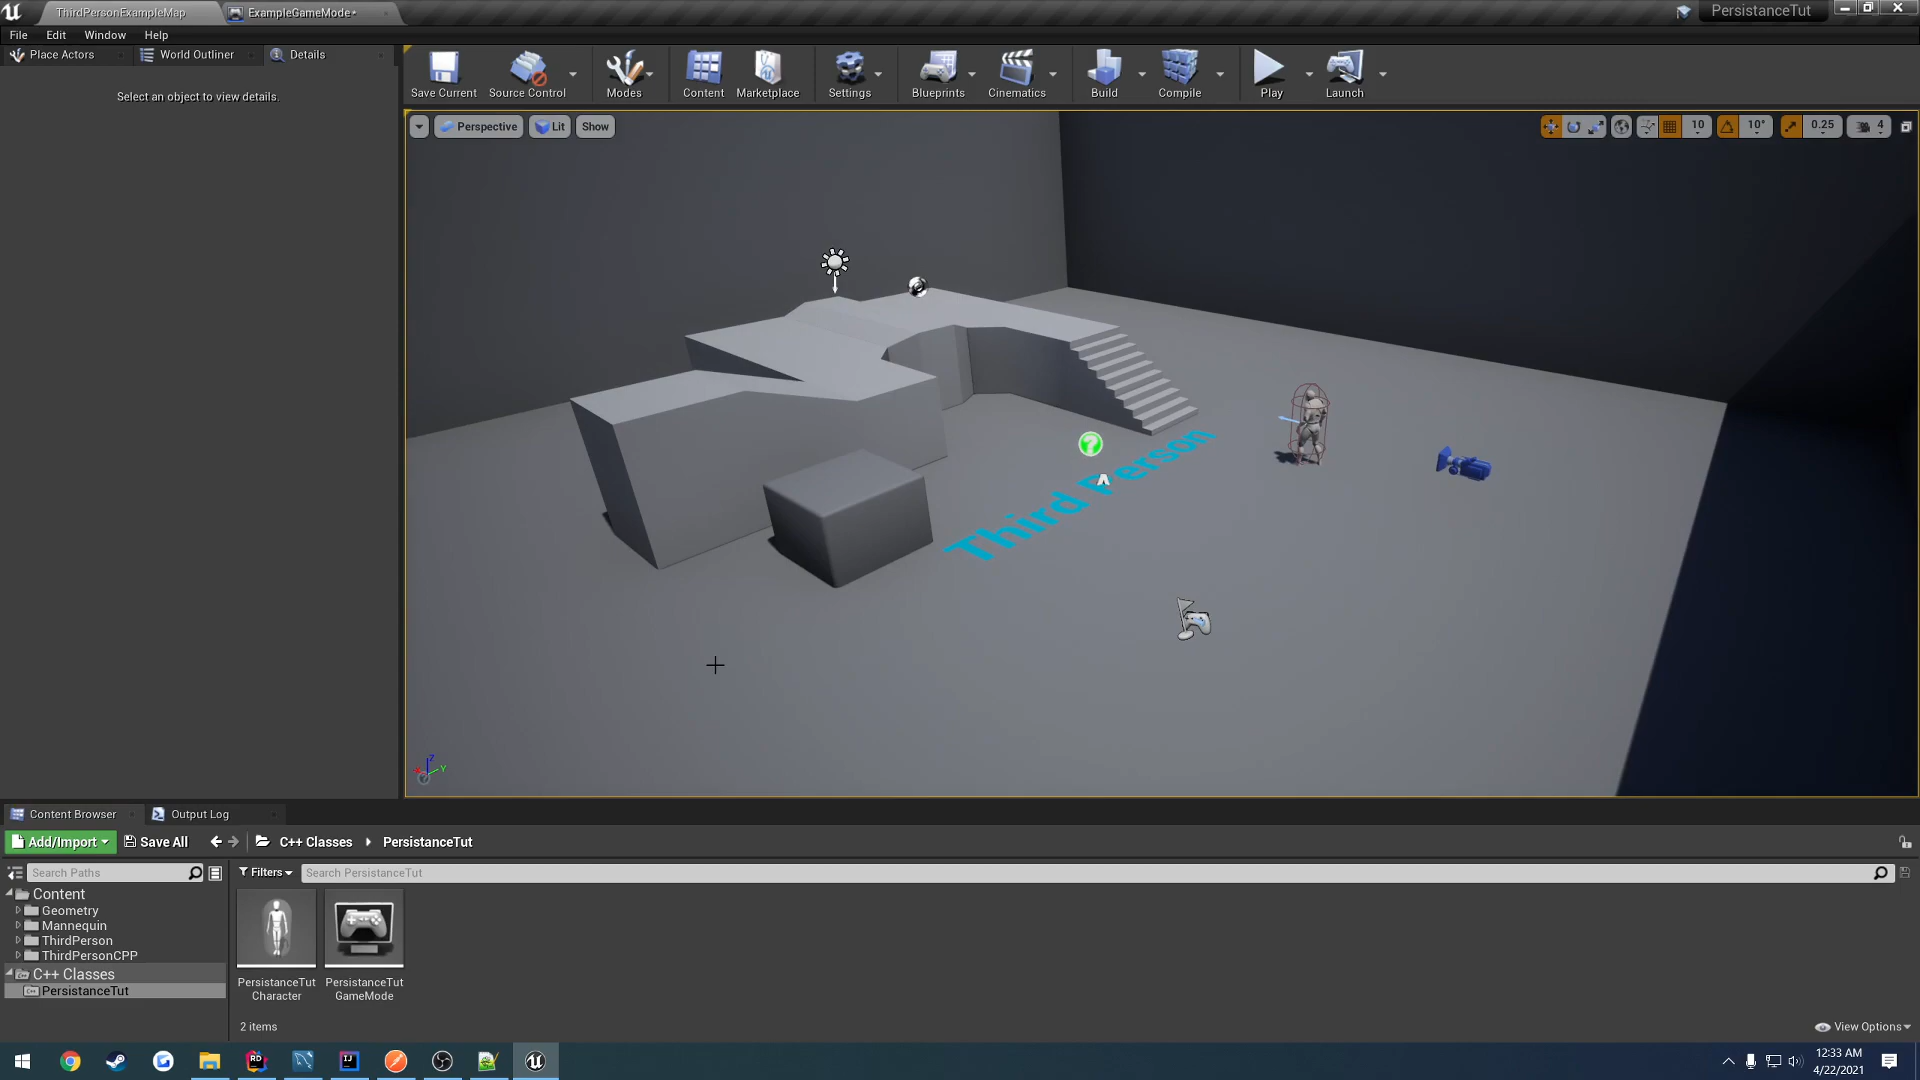 ThirdPersonExampleMap
ExampleGameMode*
PersistanceTut
File Edit Window Help
Place Actors World Outliner Details
Select an object to view details.
Save Current Source Control Modes Content Marketplace Settings Blueprints Cinematics Build Compile Play Launch
Perspective Lit Show
10 10° 0.25 4
Third Person
Z
Y
Content Browser Output Log
Add/Import Save All C++ Classes PersistanceTut
Search Paths Filters Search PersistanceTut
Content
Geometry
Mannequin
ThirdPerson
ThirdPersonCPP
C++ Classes
PersistanceTut
PersistanceTut
Character
PersistanceTut
GameMode
2 items
View Options
RD
IJ
12:33 AM
4/22/2021